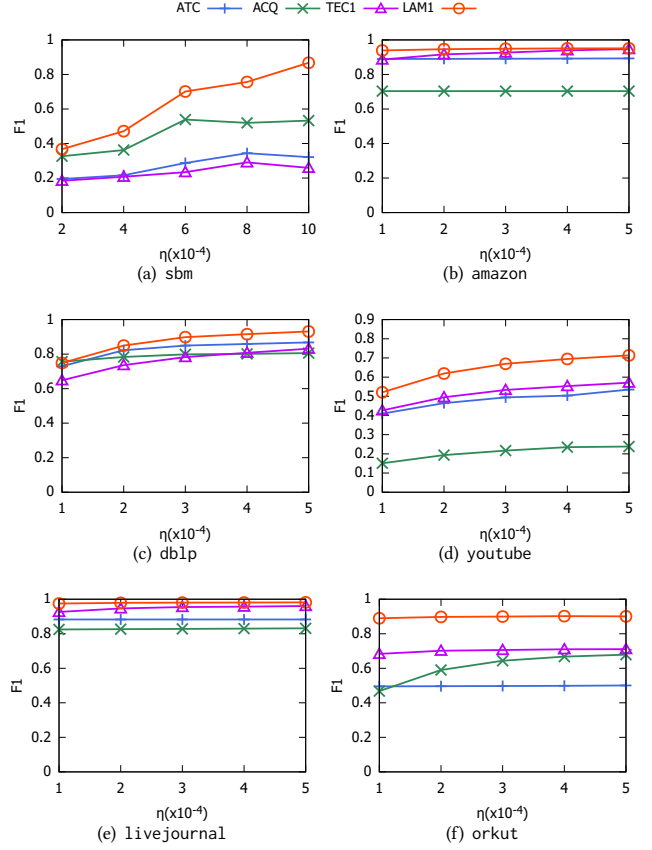 ATC ACQ TEC1 LAM1
1
0.8
0.6
0.4
0.2
0
F1
2 4 6 8 10
η(x10-4)
(a) sbm
1
0.8
0.6
0.4
0.2
0
F1
1 2 3 4 5
η(x10-4)
(b) amazon
1
0.8
0.6
0.4
0.2
0
F1
1 2 3 4 5
η(x10-4)
(c) dblp
0.9
0.8
0.7
0.6
0.5
0.4
0.3
0.2
0.1
0
F1
1 2 3 4 5
η(x10-4)
(d) youtube
1
0.8
0.6
0.4
0.2
0
F1
1 2 3 4 5
η(x10-4)
(e) livejournal
1
0.8
0.6
0.4
0.2
0
F1
1 2 3 4 5
η(x10-4)
(f) orkut